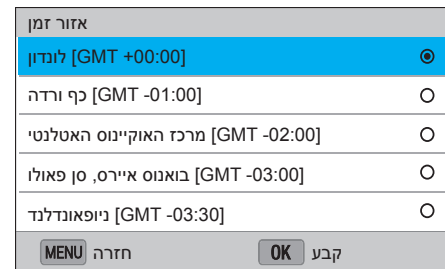 אזור זמן
[GMT +00:00] לונדון
[GMT -01:00] כף ורדה
[GMT -02:00] מרכז האוקיינוס האטלנטי
[GMT -03:00] בואנוס איירס, סן פאולו
[GMT -03:30] ניופאונדלנד
קבע OK חזרה MENU